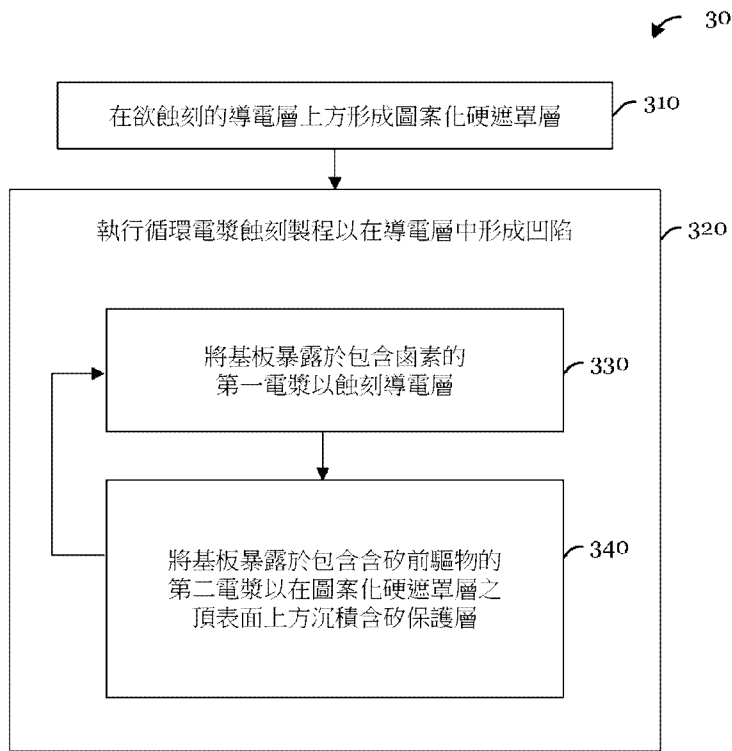 30
在欲蝕刻的導電層上方形成圖案化硬遮罩層
310
執行循環電漿蝕刻製程以在導電層中形成凹陷
320
將基板暴露於包含鹵素的
第一電漿以蝕刻導電層
330
將基板暴露於包含含矽前驅物的
第二電漿以在圖案化硬遮罩層之
頂表面上方沉積含矽保護層
340